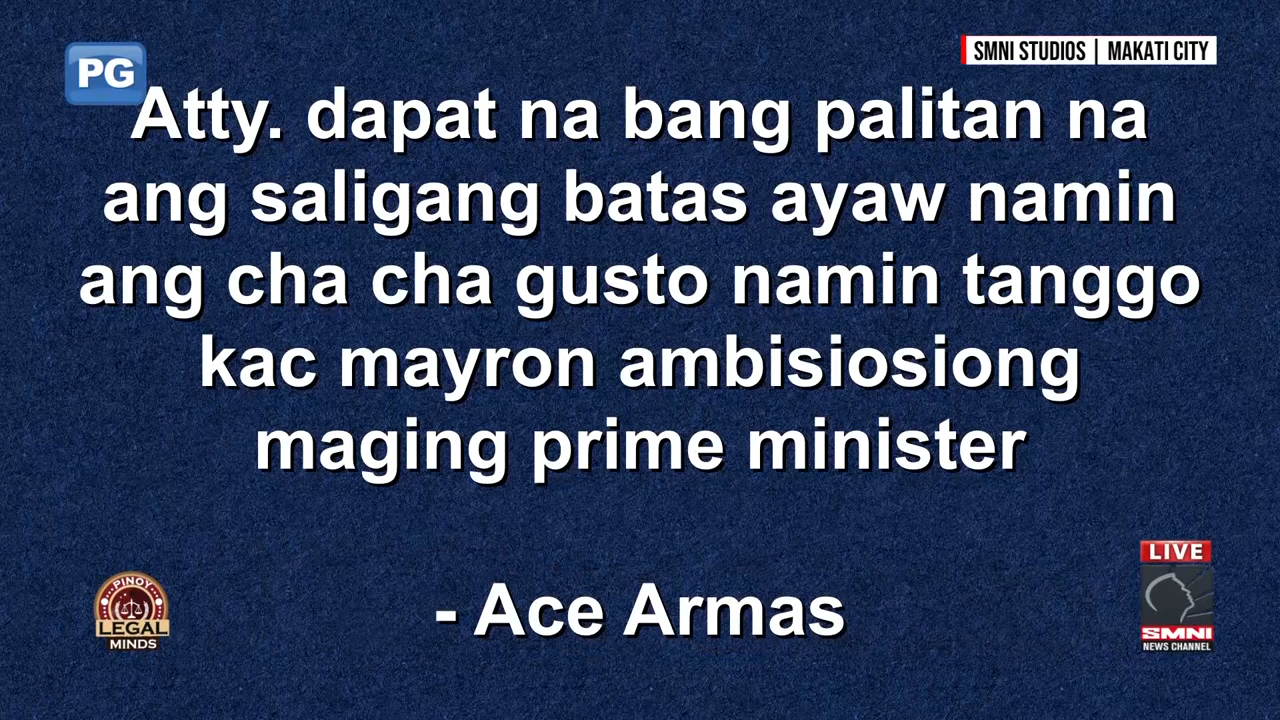 PG
SMNI STUDIOS | MAKATI CITY
Atty. dapat na bang palitan na
ang saligang batas ayaw namin
ang cha cha gusto namin tanggo
kac mayron ambisiosiong
maging prime minister
- Ace Armas
PINOY
LEGAL
MINDS
LIVE
SMNI
NEWS CHANNEL